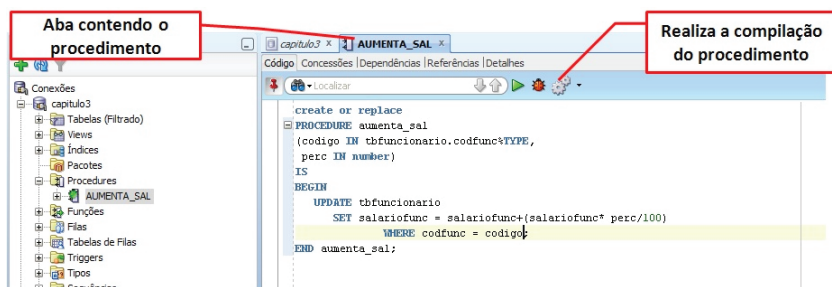 Aba contendo o
procedimento
Realiza a compilação
do procedimento
capitulo3 x AUMENTA_SAL x
Código Concessões |Dependências |Referências |Detalhes
Localizar
Conexões
capitulo3
Tabelas (Filtrado)
Views
Índices
Pacotes
Procedures
AUMENTA_SAL
Funções
Filas
Tabelas de Filas
Triggers
Tipos
create or replace
PROCEDURE aumenta_sal
(codigo IN tbfuncionario.codfunc%TYPE,
perc IN number)
IS
BEGIN
UPDATE tbfuncionario
SET salariofunc = salariofunc+(salariofunc* perc/100)
WHERE codfunc = codigo;
END aumenta_sal;